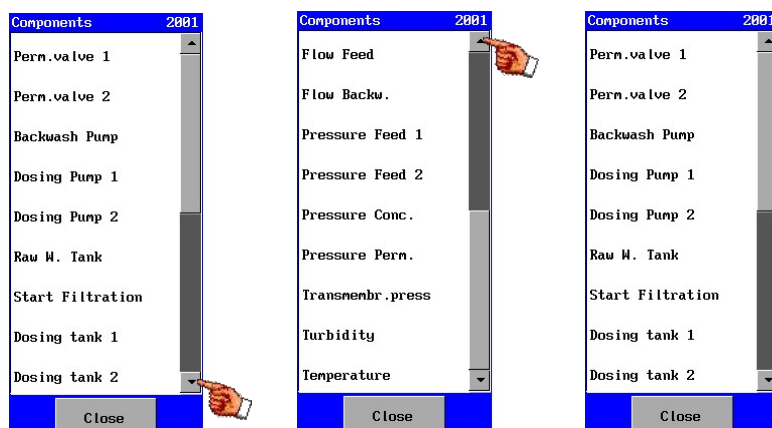 Components 2001
Perm.valve 1
Perm.valve 2
Backwash Pump
Dosing Pump 1
Dosing Pump 2
Raw W. Tank
Start Filtration
Dosing tank 1
Dosing tank 2
Close
Components 2001
Flow Feed
Flow Backw.
Pressure Feed 1
Pressure Feed 2
Pressure Conc.
Pressure Perm.
Transmembr.press
Turbidity
Temperature
Close
Components 2001
Perm.valve 1
Perm.valve 2
Backwash Pump
Dosing Pump 1
Dosing Pump 2
Raw W. Tank
Start Filtration
Dosing tank 1
Dosing tank 2
Close